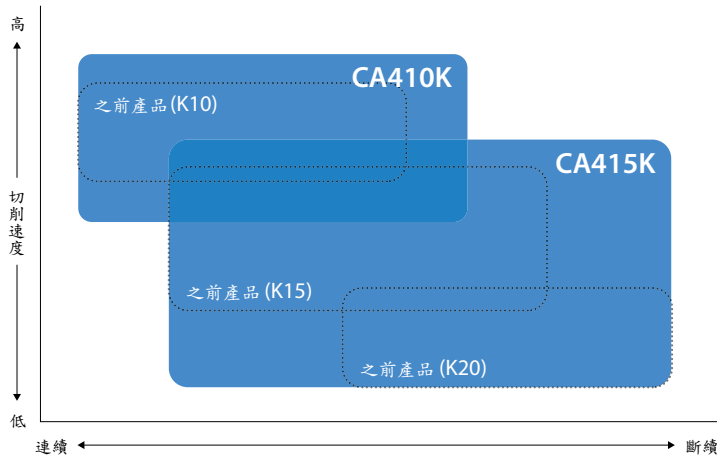 高
CA410K
之前產品(K10)
CA415K
切削速度
之前產品(K15)
之前產品(K20)
低
連續
斷續